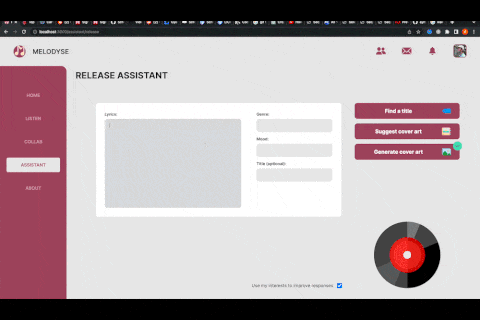 localhost
MELODYSE
RELEASE ASSISTANT
HOME
LISTEN
COLLAB
ASSISTANT
ABOUT
Lyrics:
Genre:
Mood:
Title (optional):
Find a title
Suggest cover art
Generate cover art
Use my interests to improve responses: